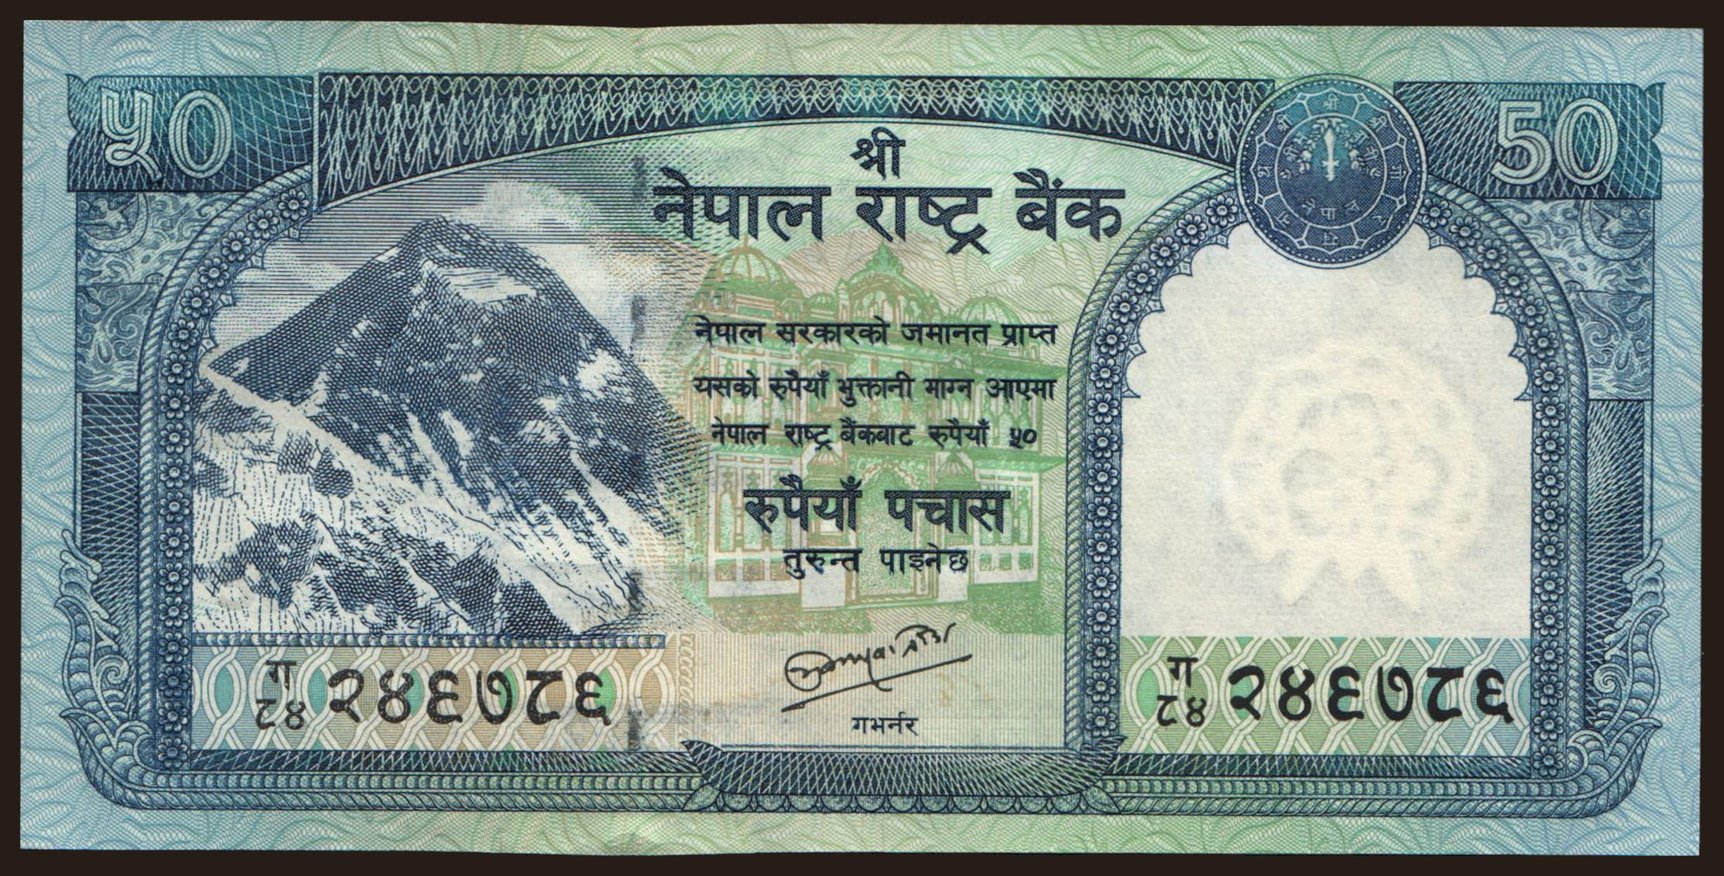 ५०
50
श्री
नेपाल राष्ट्र बैंक
नेपाल सरकारको जमानत प्राप्त
यसको रुपैयाँ भुक्तानी माग्न आएमा
नेपाल राष्ट्र बैंकबाट रुपैयाँ ५०
रुपैयाँ पचास
तुरुन्त पाइनेछ
गभर्नर
ग
८४ २४६७८६
ग
८४ २४६७८६